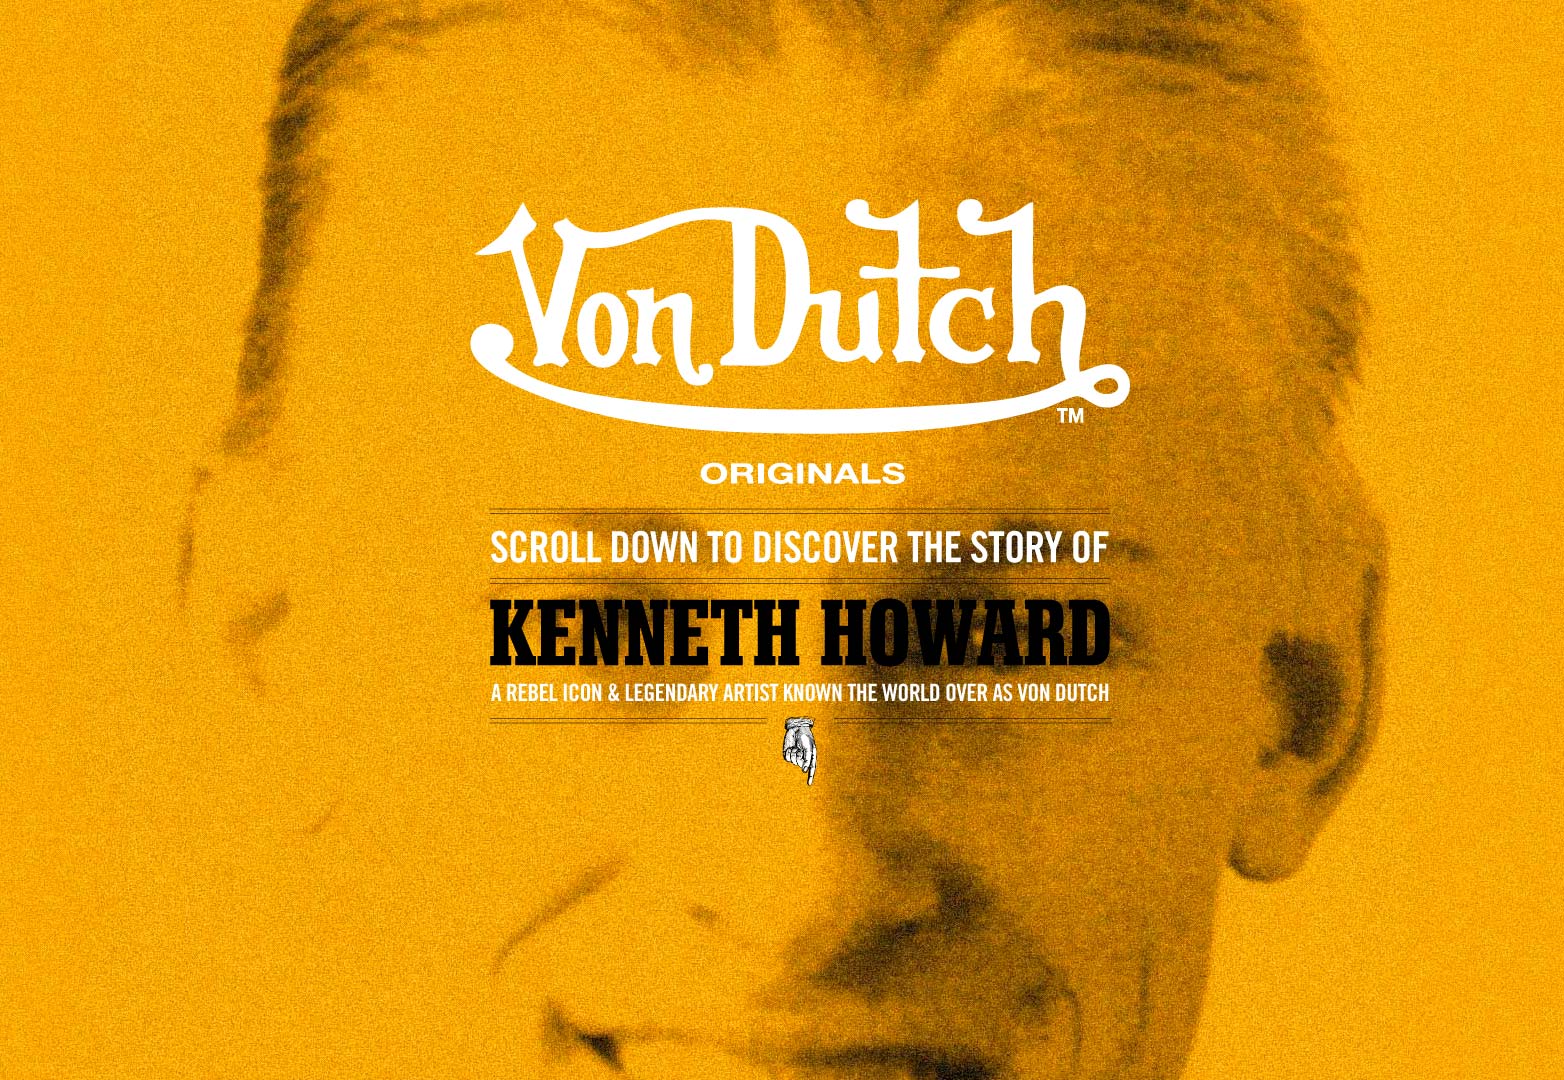 Von Dutch
TM
ORIGINALS
SCROLL DOWN TO DISCOVER THE STORY OF
KENNETH HOWARD
A REBEL ICON & LEGENDARY ARTIST KNOWN THE WORLD OVER AS VON DUTCH